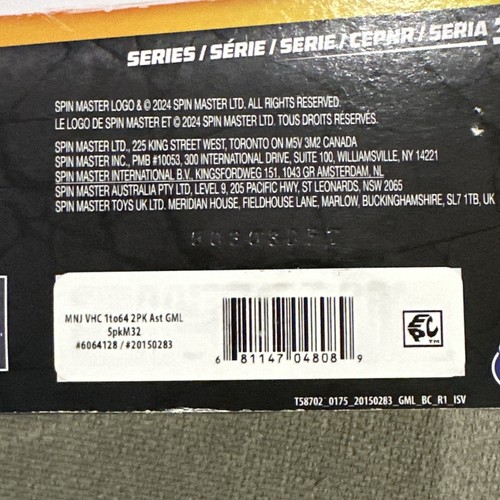 SERIES / SÉRIE / SERIE / СЕРИЯ / SERIA
SPIN MASTER LOGO & © 2024 SPIN MASTER LTD. ALL RIGHTS RESERVED.
LE LOGO DE SPIN MASTER ET © 2024 SPIN MASTER LTD. TOUS DROITS RÉSERVÉS.
SPIN MASTER LTD., 225 KING STREET WEST, TORONTO ON M5V 3M2 CANADA
SPIN MASTER INC., PMB #10053, 300 INTERNATIONAL DRIVE, SUITE 100, WILLIAMSVILLE, NY 14221
SPIN MASTER INTERNATIONAL B.V., KINGSFORDWEG 151, 1043 GR AMSTERDAM, NL
SPIN MASTER AUSTRALIA PTY LTD, LEVEL 9, 205 PACIFIC HWY, ST LEONARDS, NSW 2065
SPIN MASTER TOYS UK LTD. MERIDIAN HOUSE, FIELDHOUSE LANE, MARLOW, BUCKINGHAMSHIRE, SL7 1TB, UK
MNJ VHC 1to64 2PK Ast GML
5pkM32
#6064128 / #20150283
6 81147 04808 9
EPC™
T58702_0175_20150283_GML_BC_R1_ISV